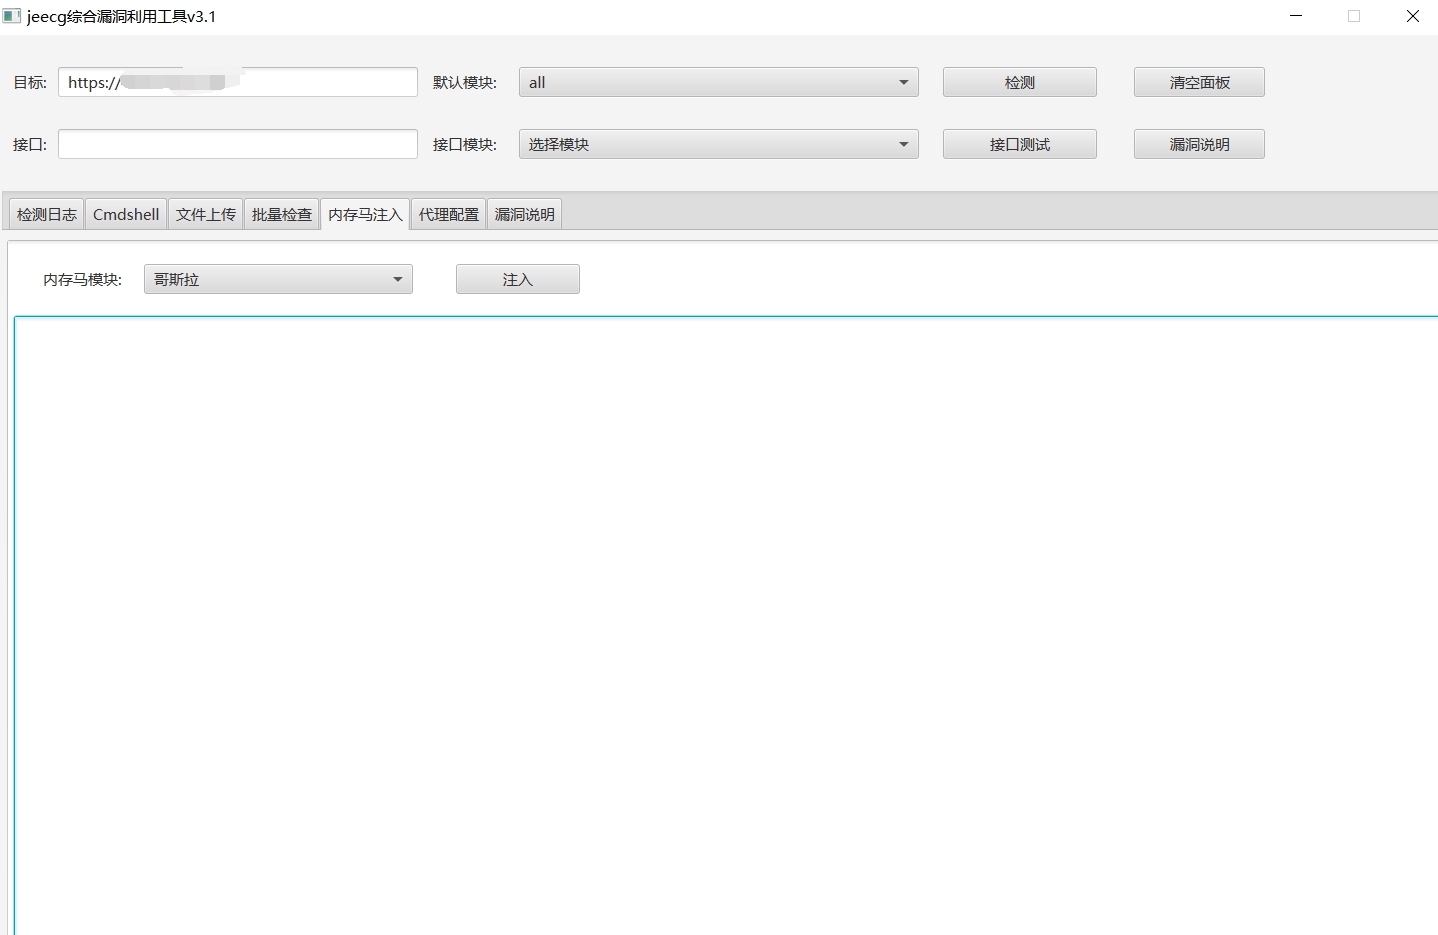 jeecg综合漏洞利用工具v3.1
目标: https:// 默认模块: all 检测 清空面板
接口: 接口模块: 选择模块 接口测试 漏洞说明
检测日志 Cmdshell 文件上传 批量检查 内存马注入 代理配置 漏洞说明
内存马模块: 哥斯拉 注入